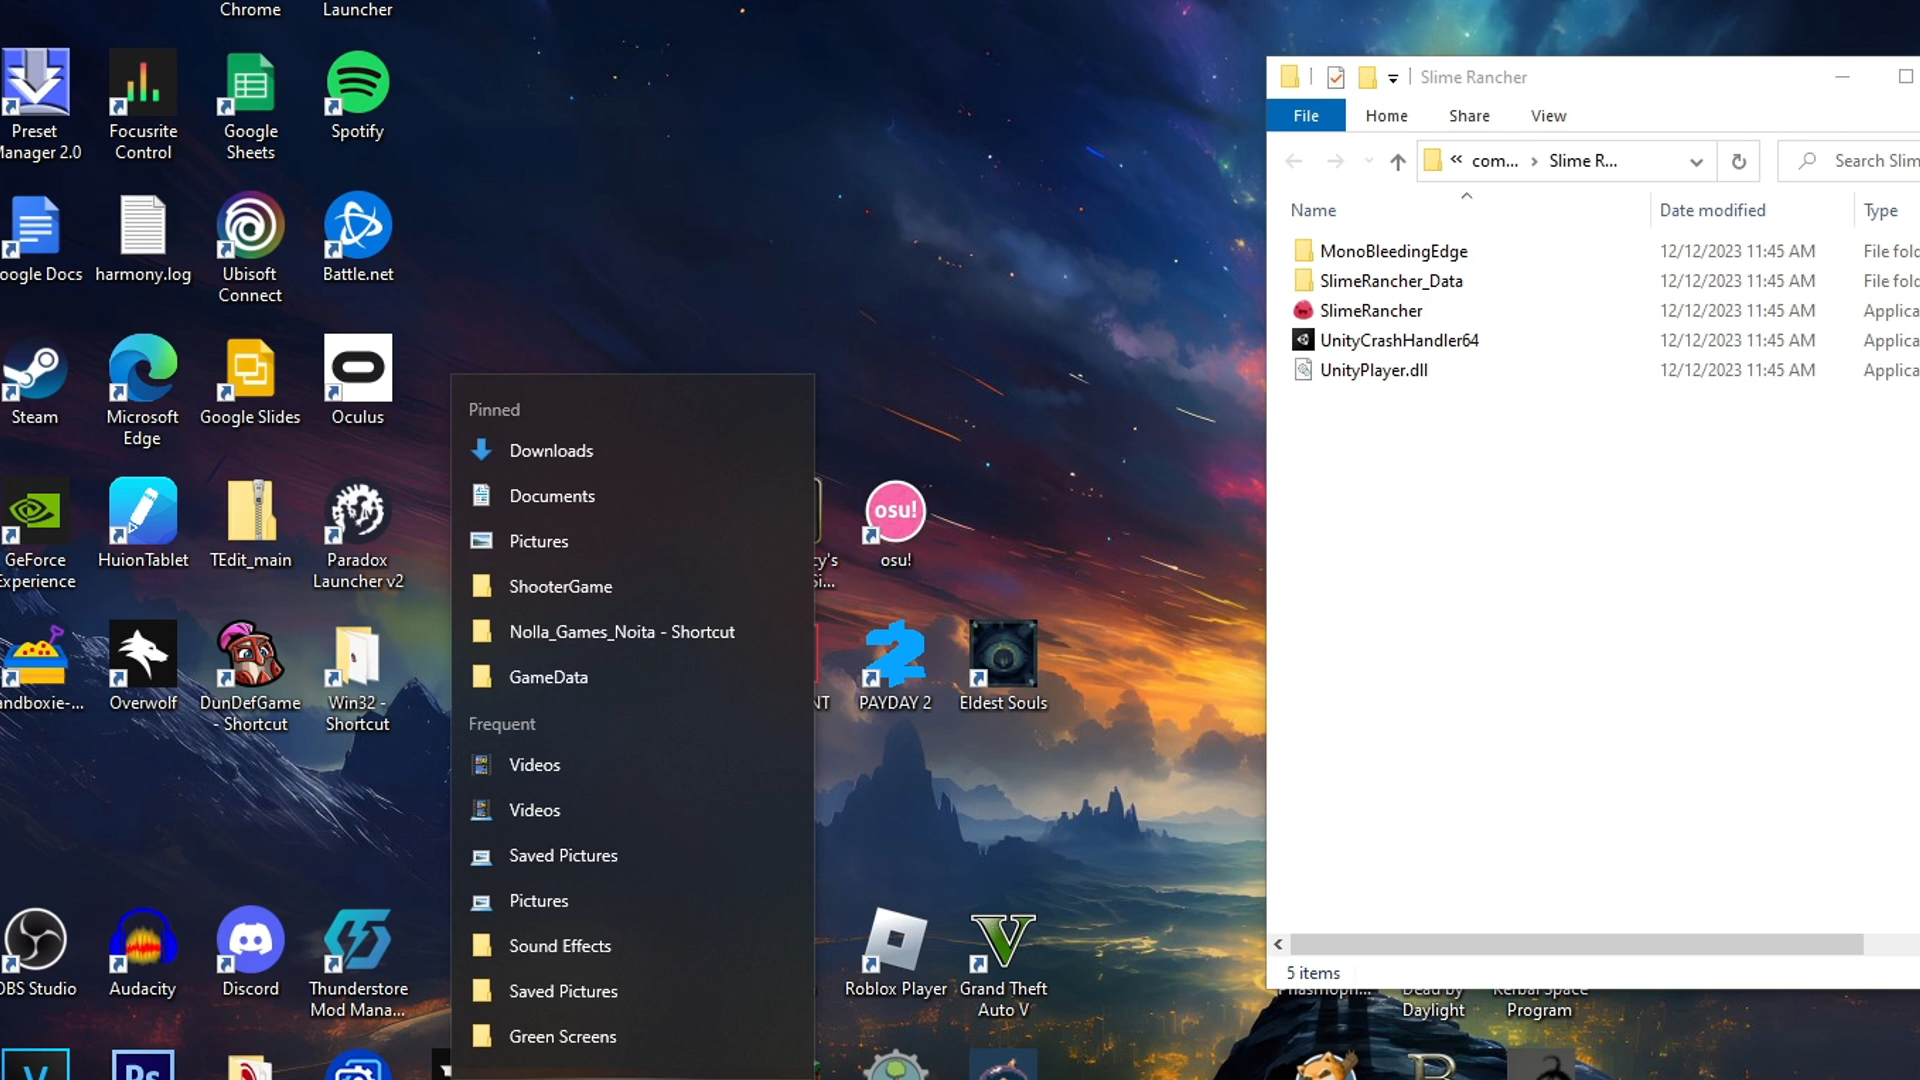 Chrome
Launcher
Preset
Manager 2.0
Focusrite
Control
Google
Sheets
Spotify
oogle Docs
harmony.log
Ubisoft
Connect
Battle.net
Steam
Microsoft
Edge
Google Slides
Oculus
GeForce
Experience
HuionTablet
TEdit_main
Paradox
Launcher v2
andboxie-...
Overwolf
DunDefGame
- Shortcut
Win32 -
Shortcut
OBS Studio
Audacity
Discord
Thunderstore
Mod Mana...
Ps
Pinned
Downloads
Documents
Pictures
ShooterGame
Nolla_Games_Noita - Shortcut
GameData
Frequent
Videos
Videos
Saved Pictures
Pictures
Sound Effects
Saved Pictures
Green Screens
cy's
Si...
osu!
osu!
NT
PAYDAY 2
Eldest Souls
Roblox Player
Grand Theft
Auto V
Slime Rancher
File
Home
Share
View
« com... › Slime R...
Search Slim
Name
Date modified
Type
MonoBleedingEdge 12/12/2023 11:45 AM File fold
SlimeRancher_Data 12/12/2023 11:45 AM File fold
SlimeRancher 12/12/2023 11:45 AM Applica
UnityCrashHandler64 12/12/2023 11:45 AM Applica
UnityPlayer.dll 12/12/2023 11:45 AM Applica
5 items
Phasmoph...
Dead by
Daylight
Kerbal Space
Program